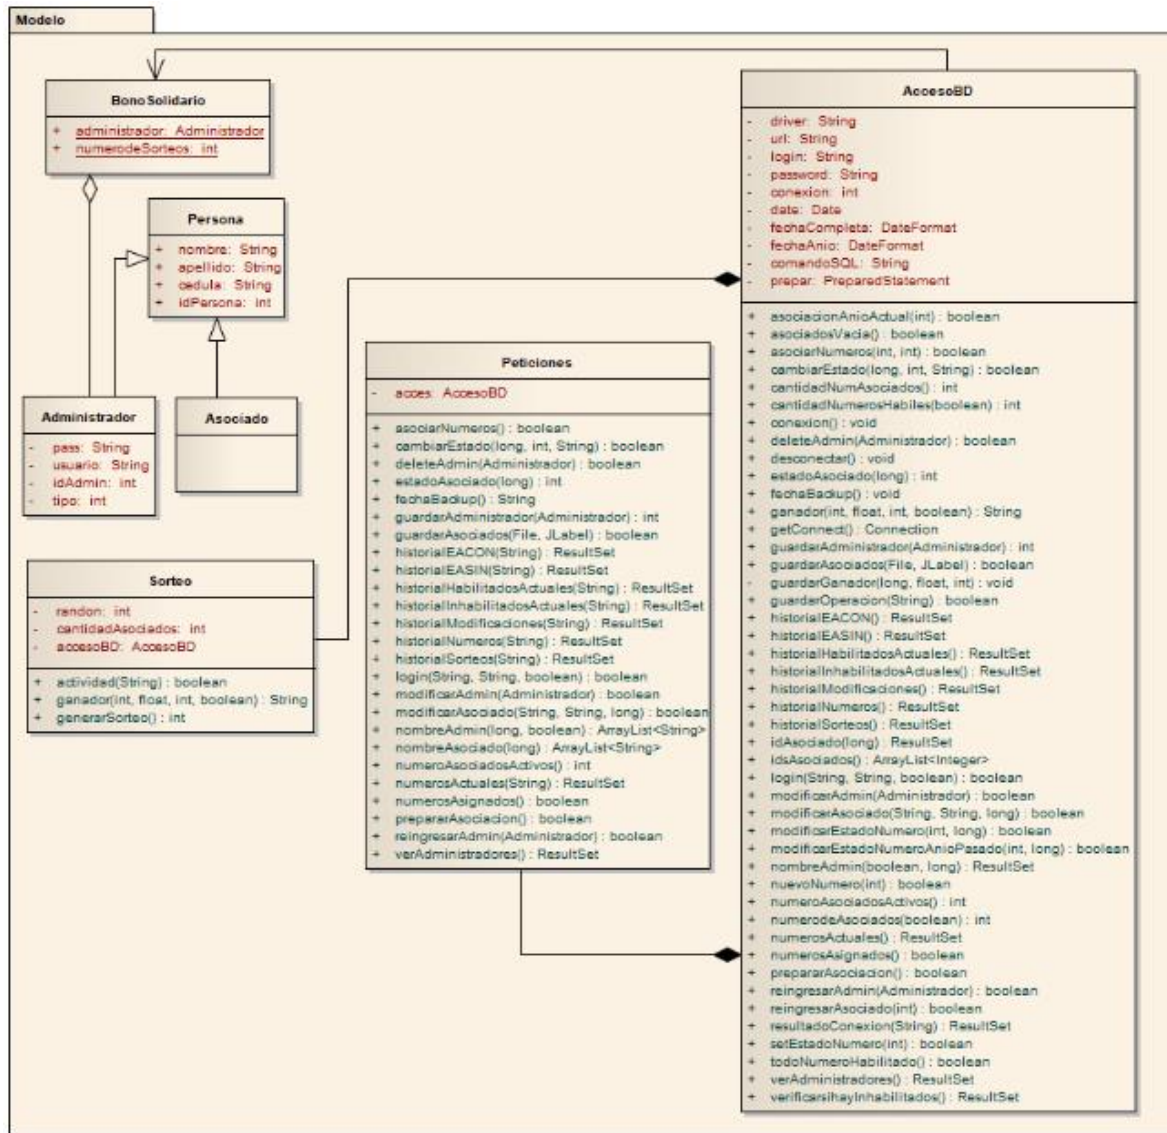 Modelo
BonoSolidario
+ administrador: Administrador
+ numerodeSorteos: int
Persona
+ nombre: String
+ apellido: String
+ cedula: String
+ idPersona: int
Administrador
- pass: String
- usuario: String
- idAdmin: int
- tipo: int
Asociado
Sorteo
- randon: int
- cantidadAsociados: int
- accesoBD: AccesoBD
+ actividad(String) : boolean
+ ganador(int, float, int, boolean) : String
+ generarSorteo() : int
Peticiones
- acces: AccesoBD
+ asociarNumeros() : boolean
+ cambiarEstado(long, int, String) : boolean
+ deleteAdmin(Administrador) : boolean
+ estadoAsociado(long) : int
+ fechaBackup() : String
+ guardarAdministrador(Administrador) : int
+ guardarAsociados(File, JLabel) : boolean
+ historialEACON(String) : ResultSet
+ historialEASIN(String) : ResultSet
+ historialHabilitadosActuales(String) : ResultSet
+ historialInhabilitadosActuales(String) : ResultSet
+ historialModificaciones(String) : ResultSet
+ historialNumeros(String) : ResultSet
+ historialSorteos(String) : ResultSet
+ login(String, String, boolean) : boolean
+ modificarAdmin(Administrador) : boolean
+ modificarAsociado(String, String, long) : boolean
+ nombreAdmin(long, boolean) : ArrayList<String>
+ nombreAsociado(long) : ArrayList<String>
+ numeroAsociadosActivos() : int
+ numerosActuales(String) : ResultSet
+ numerosAsignados() : boolean
+ prepararAsociacion() : boolean
+ reingresarAdmin(Administrador) : boolean
+ verAdministradores() : ResultSet
AccesoBD
- driver: String
- url: String
- login: String
- password: String
- conexion: int
- date: Date
- fechaCompleta: DateFormat
- fechaAnio: DateFormat
- comandoSQL: String
- prepar: PreparedStatement
+ asociacionAnioActual(int) : boolean
+ asociadosVacia() : boolean
+ asociarNumeros(int, int) : boolean
+ cambiarEstado(long, int, String) : boolean
+ cantidadNumAsociados() : int
+ cantidadNumerosHabiles(boolean) : int
+ conexion() : void
+ deleteAdmin(Administrador) : boolean
+ desconectar() : void
+ estadoAsociado(long) : int
+ fechaBackup() : void
+ ganador(int, float, int, boolean) : String
+ getConnect() : Connection
+ guardarAdministrador(Administrador) : int
+ guardarAsociados(File, JLabel) : boolean
- guardarGanador(long, float, int) : void
+ guardarOperacion(String) : boolean
+ historialEACON() : ResultSet
+ historialEASIN() : ResultSet
+ historialHabilitadosActuales() : ResultSet
+ historialInhabilitadosActuales() : ResultSet
+ historialModificaciones() : ResultSet
+ historialNumeros() : ResultSet
+ historialSorteos() : ResultSet
+ idAsociado(long) : ResultSet
+ idsAsociados() : ArrayList<Integer>
+ login(String, String, boolean) : boolean
+ modificarAdmin(Administrador) : boolean
+ modificarAsociado(String, String, long) : boolean
+ modificarEstadoNumero(int, long) : boolean
+ modificarEstadoNumeroAnioPasado(int, long) : boolean
+ nombreAdmin(boolean, long) : ResultSet
+ nuevoNumero(int) : boolean
+ numeroAsociadosActivos() : int
+ numerodeAsociados(boolean) : int
+ numerosActuales() : ResultSet
+ numerosAsignados() : boolean
+ prepararAsociacion() : boolean
+ reingresarAdmin(Administrador) : boolean
+ reingresarAsociado(int) : boolean
+ resultadoConexion(String) : ResultSet
+ setEstadoNumero(int) : boolean
+ todoNumeroHabilitado() : boolean
+ verAdministradores() : ResultSet
+ verificarsihayInhabilitados() : ResultSet